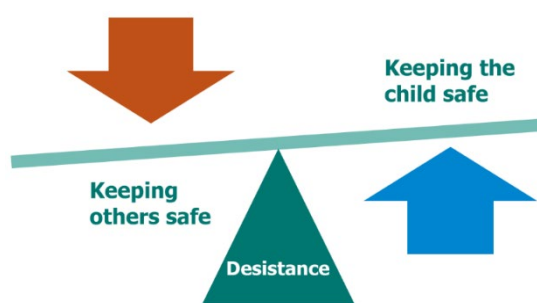 Keeping the
child safe
Keeping
others safe
Desistance